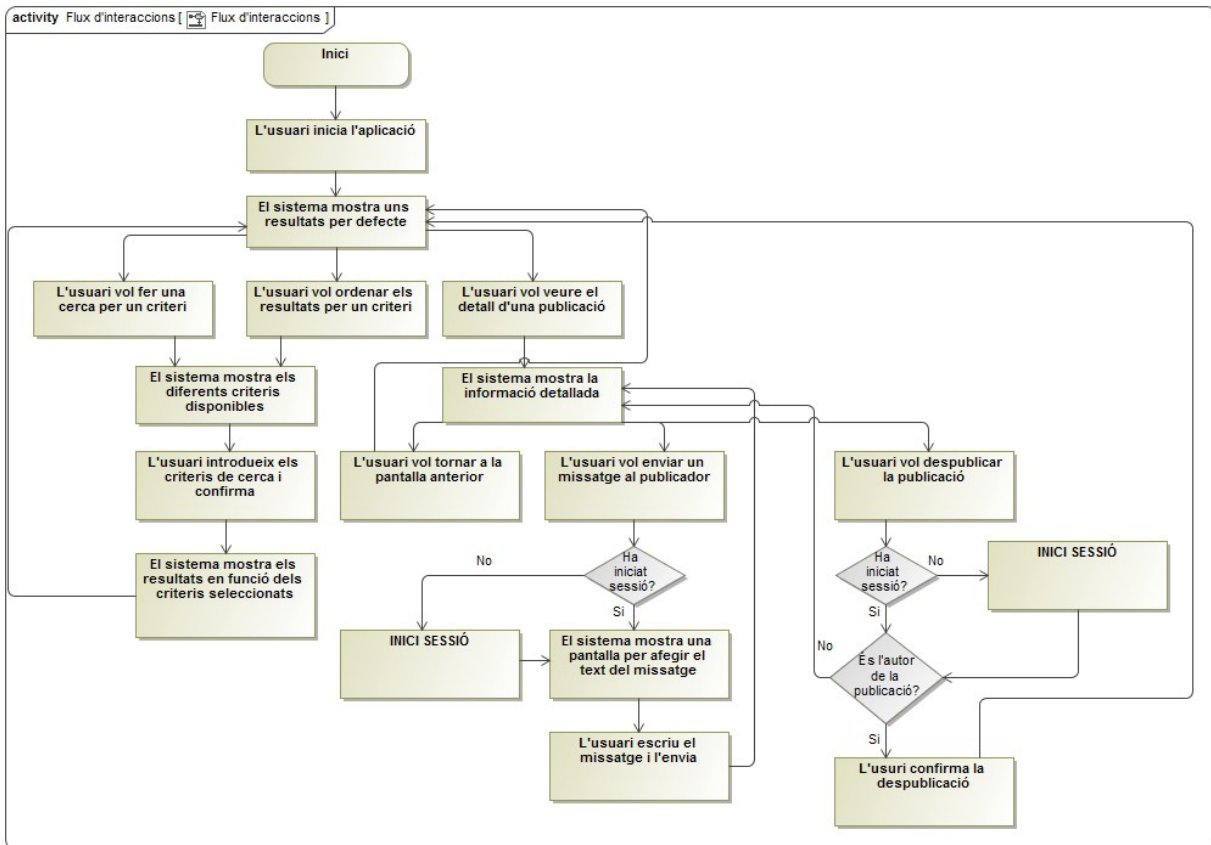 activity Flux d'interaccions [ Flux d'interaccions ]
Inici
L'usuari inicia l'aplicació
El sistema mostra uns
resultats per defecte
L'usuari vol fer una
cerca per un criteri
L'usuari vol ordenar els
resultats per un criteri
L'usuari vol veure el
detall d'una publicació
El sistema mostra els
diferents criteris
disponibles
El sistema mostra la
informació detallada
L'usuari introdueix els
criteris de cerca i
confirma
L'usuari vol tornar a la
pantalla anterior
L'usuari vol enviar un
missatge al publicador
L'usuari vol despublicar
la publicació
El sistema mostra els
resultats en funció dels
criteris seleccionats
No
Ha
iniciat
sessió?
Si
Ha
iniciat
sessió?
No
Si
INICI SESSIÓ
INICI SESSIÓ
El sistema mostra una
pantalla per afegir el
text del missatge
No
És l'autor
de la
publicació?
Si
L'usuari escriu el
missatge i l'envia
L'usuri confirma la
despublicació